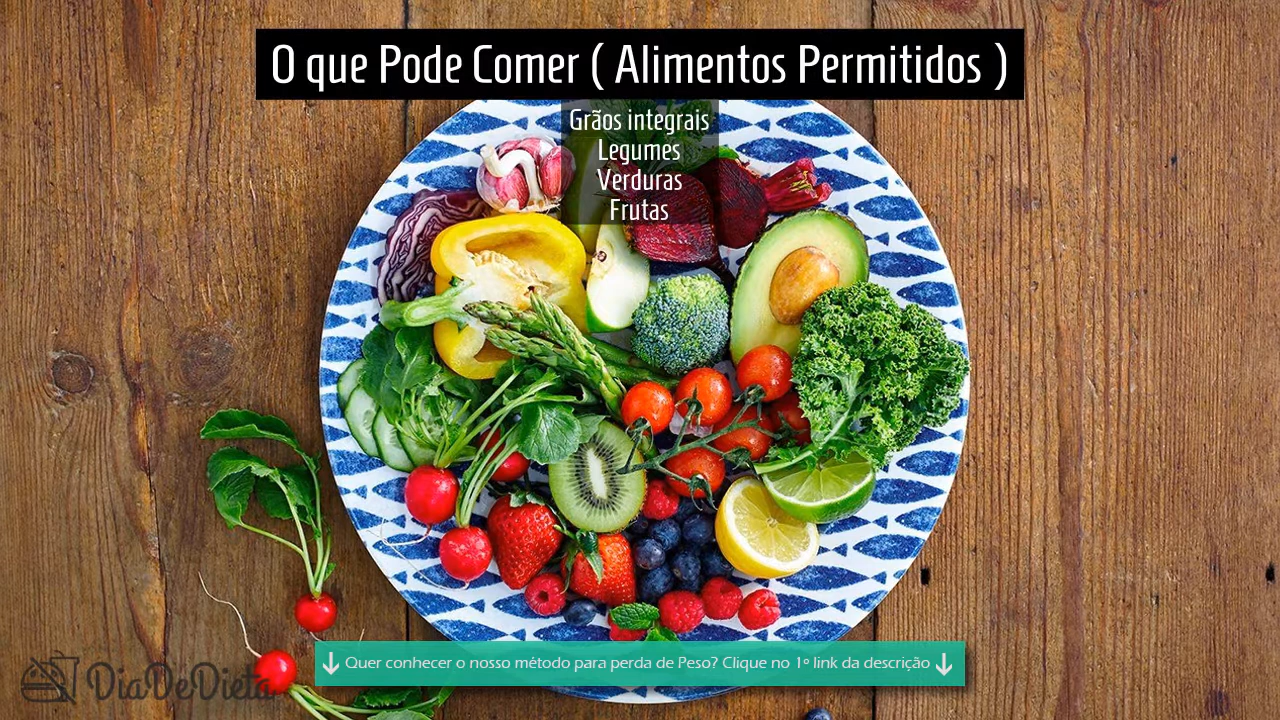 O que Pode Comer ( Alimentos Permitidos )
Grãos integrais
Legumes
Verduras
Frutas
↓ Quer conhecer o nosso método para perda de Peso? Clique no 1º link da descrição ↓
DiaDeDieta